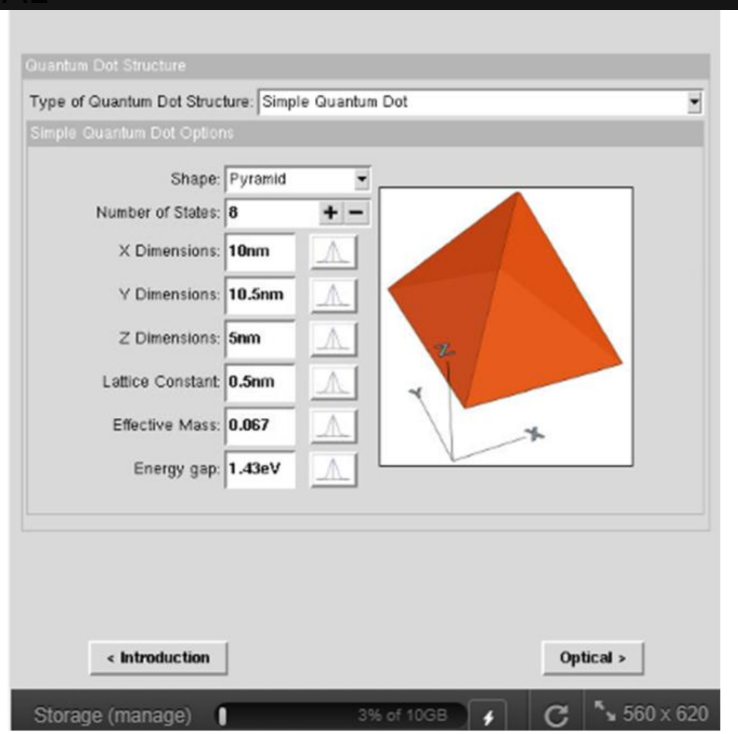 Quantum Dot Structure
Type of Quantum Dot Structure: Simple Quantum Dot
Simple Quantum Dot Options
Shape: Pyramid
Number of States: 8 + −
X Dimensions: 10nm
Y Dimensions: 10.5nm
Z Dimensions: 5nm
Lattice Constant: 0.5nm
Effective Mass: 0.067
Energy gap: 1.43eV
Z
Y
X
< Introduction
Optical >
Storage (manage) 3% of 10GB 560 x 620